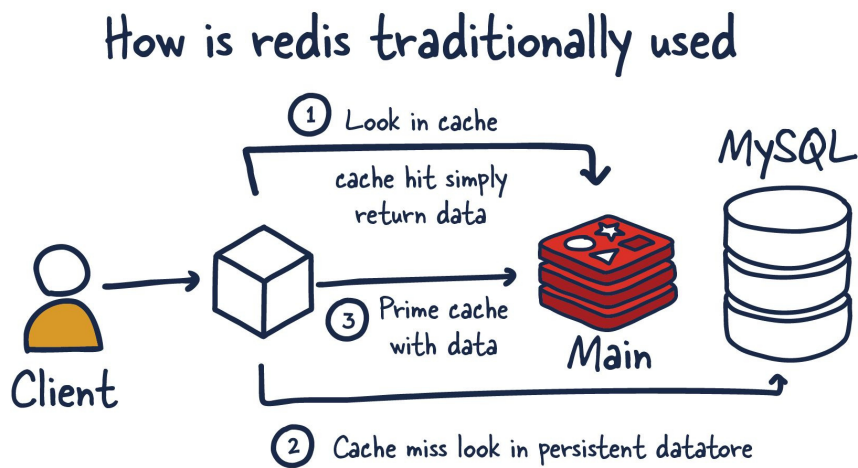 How is redis traditionally used
1 Look in cache
cache hit simply
return data
MySQL
3 Prime cache
with data
Main
Client
2 Cache miss look in persistent datatore